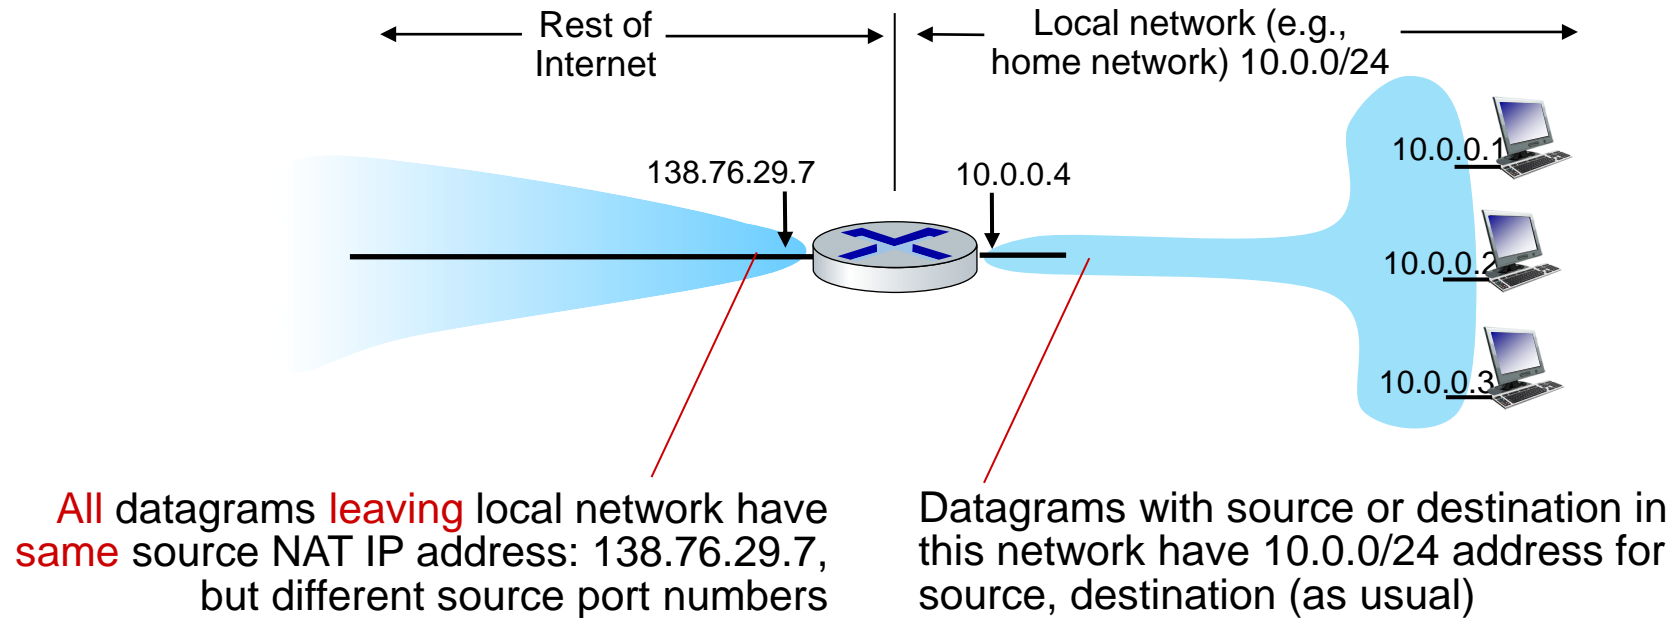 Rest of
Internet
Local network (e.g.,
home network) 10.0.0/24
138.76.29.7
10.0.0.4
10.0.0.1
10.0.0.2
10.0.0.3
All datagrams leaving local network have
same source NAT IP address: 138.76.29.7,
but different source port numbers
Datagrams with source or destination in
this network have 10.0.0/24 address for
source, destination (as usual)